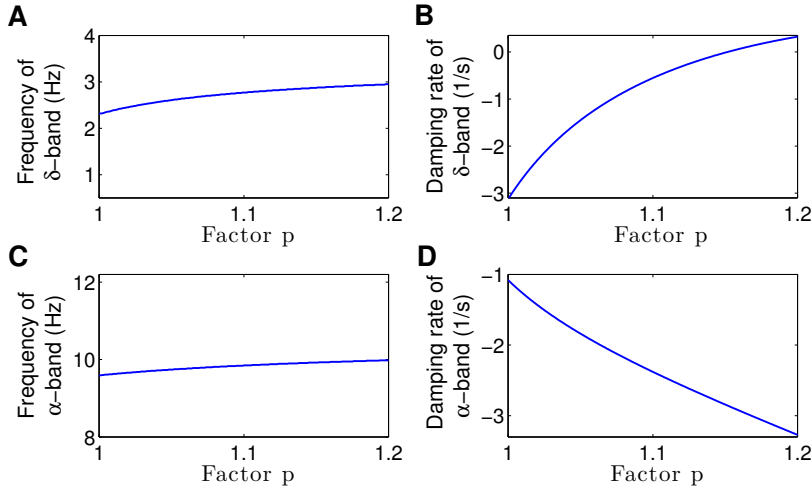 A
Frequency of
δ−band (Hz)
4
3
2
1
1
1.1
1.2
Factor p
B
Damping rate of
δ−band (1/s)
0
−1
−2
−3
1
1.1
1.2
Factor p
C
Frequency of
α−band (Hz)
12
10
8
1
1.1
1.2
Factor p
D
Damping rate of
α−band (1/s)
−1
−2
−3
1
1.1
1.2
Factor p